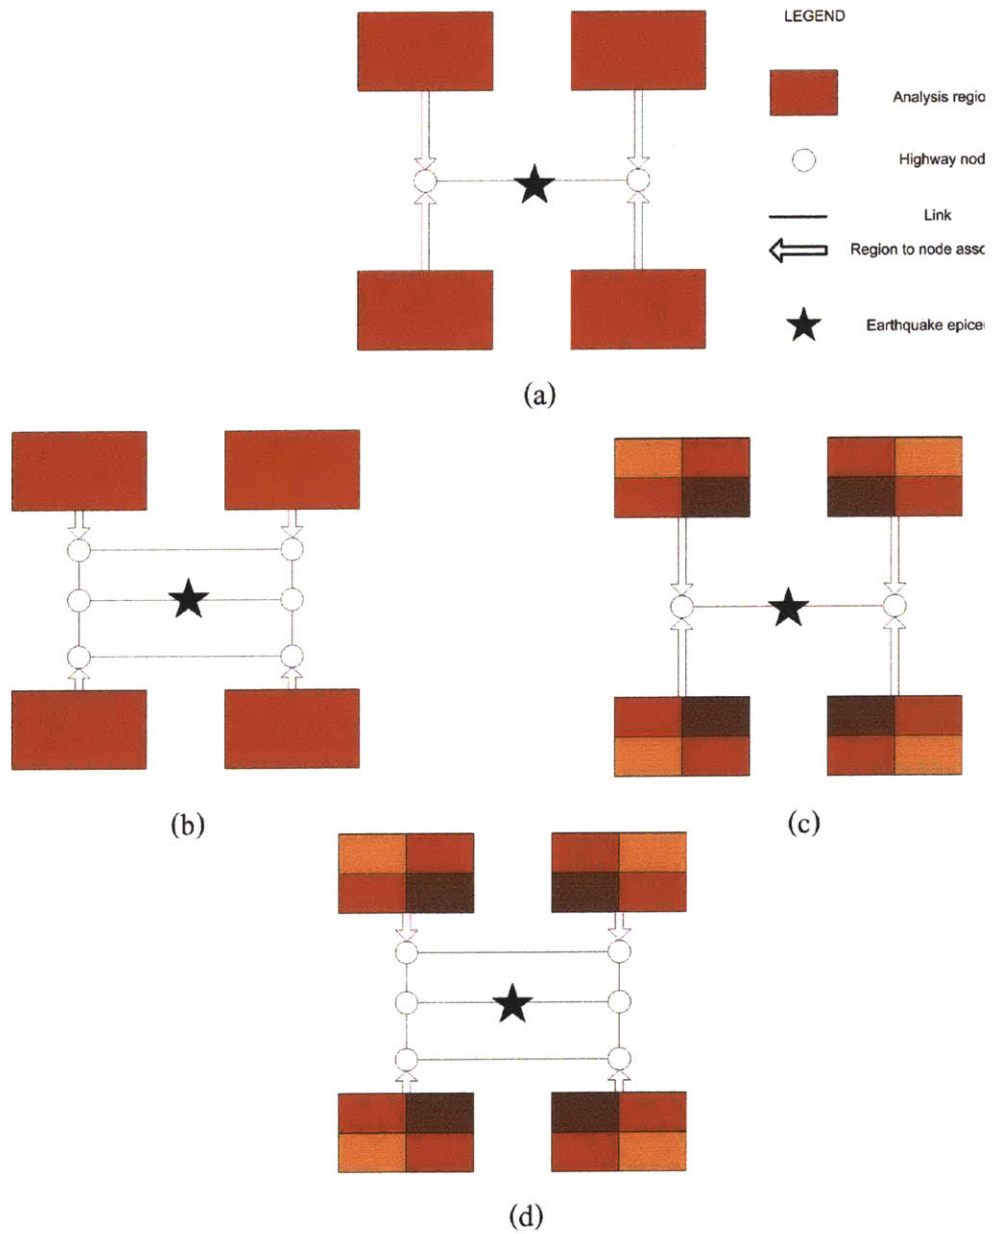 LEGEND
Analysis regio
Highway nod
Link
Region to node assc
Earthquake epice
(a)
(b)
(c)
(d)